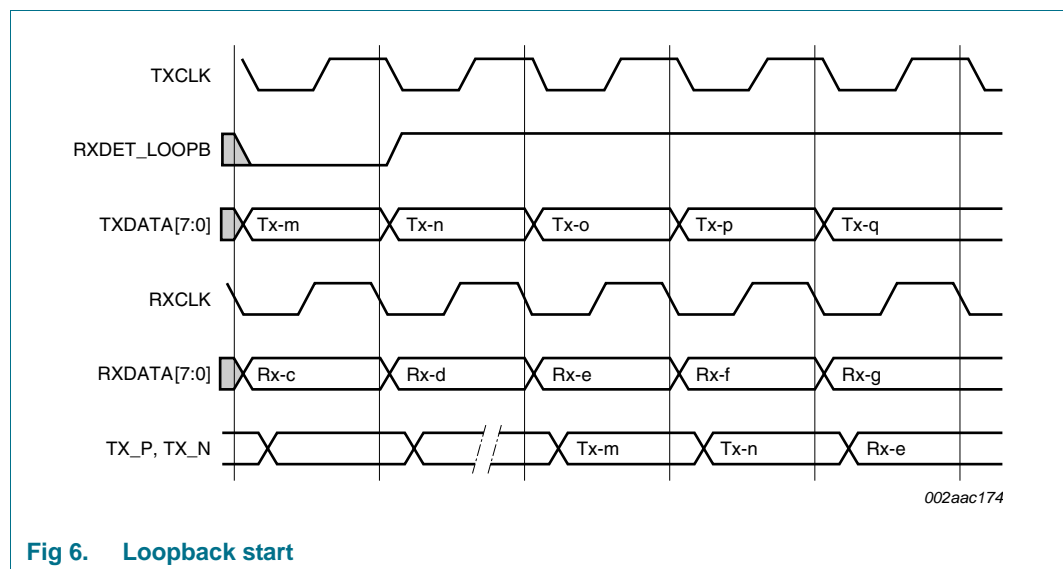 TXCLK
RXDET_LOOPB
TXDATA[7:0] Tx-m Tx-n Tx-o Tx-p Tx-q
RXCLK
RXDATA[7:0] Rx-c Rx-d Rx-e Rx-f Rx-g
TX_P, TX_N Tx-m Tx-n Rx-e
002aac174
Fig 6. Loopback start